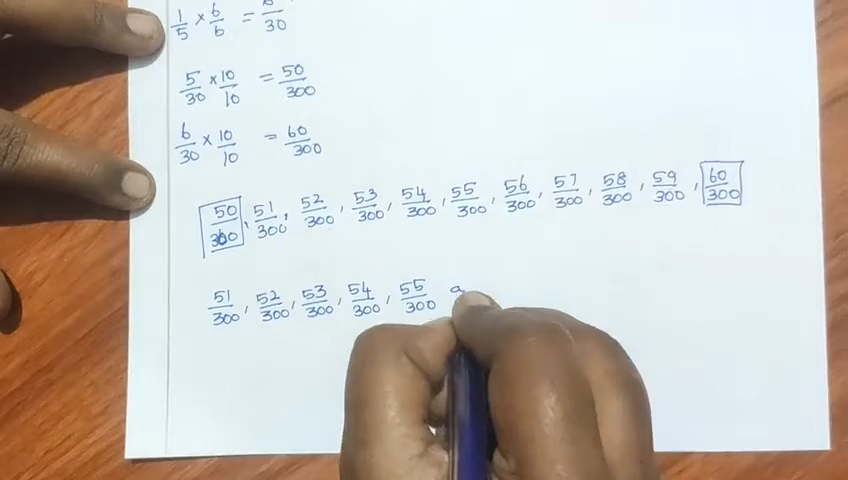 1/5 × 6/6 = 6/30
5/30 × 10/10 = 50/300
6/30 × 10/10 = 60/300
50/300, 51/300, 52/300, 53/300, 54/300, 55/300, 56/300, 57/300, 58/300, 59/300, 60/300
51/300, 52/300, 53/300, 54/300, 55/300 a